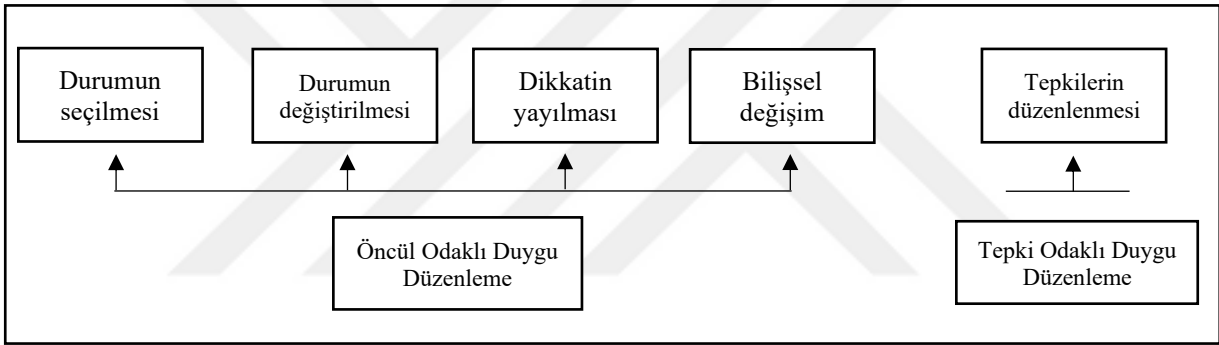 Durumun
seçilmesi
Durumun
değiştirilmesi
Dikkatin
yayılması
Bilişsel
değişim
Tepkilerin
düzenlenmesi
Öncül Odaklı Duygu
Düzenleme
Tepki Odaklı Duygu
Düzenleme